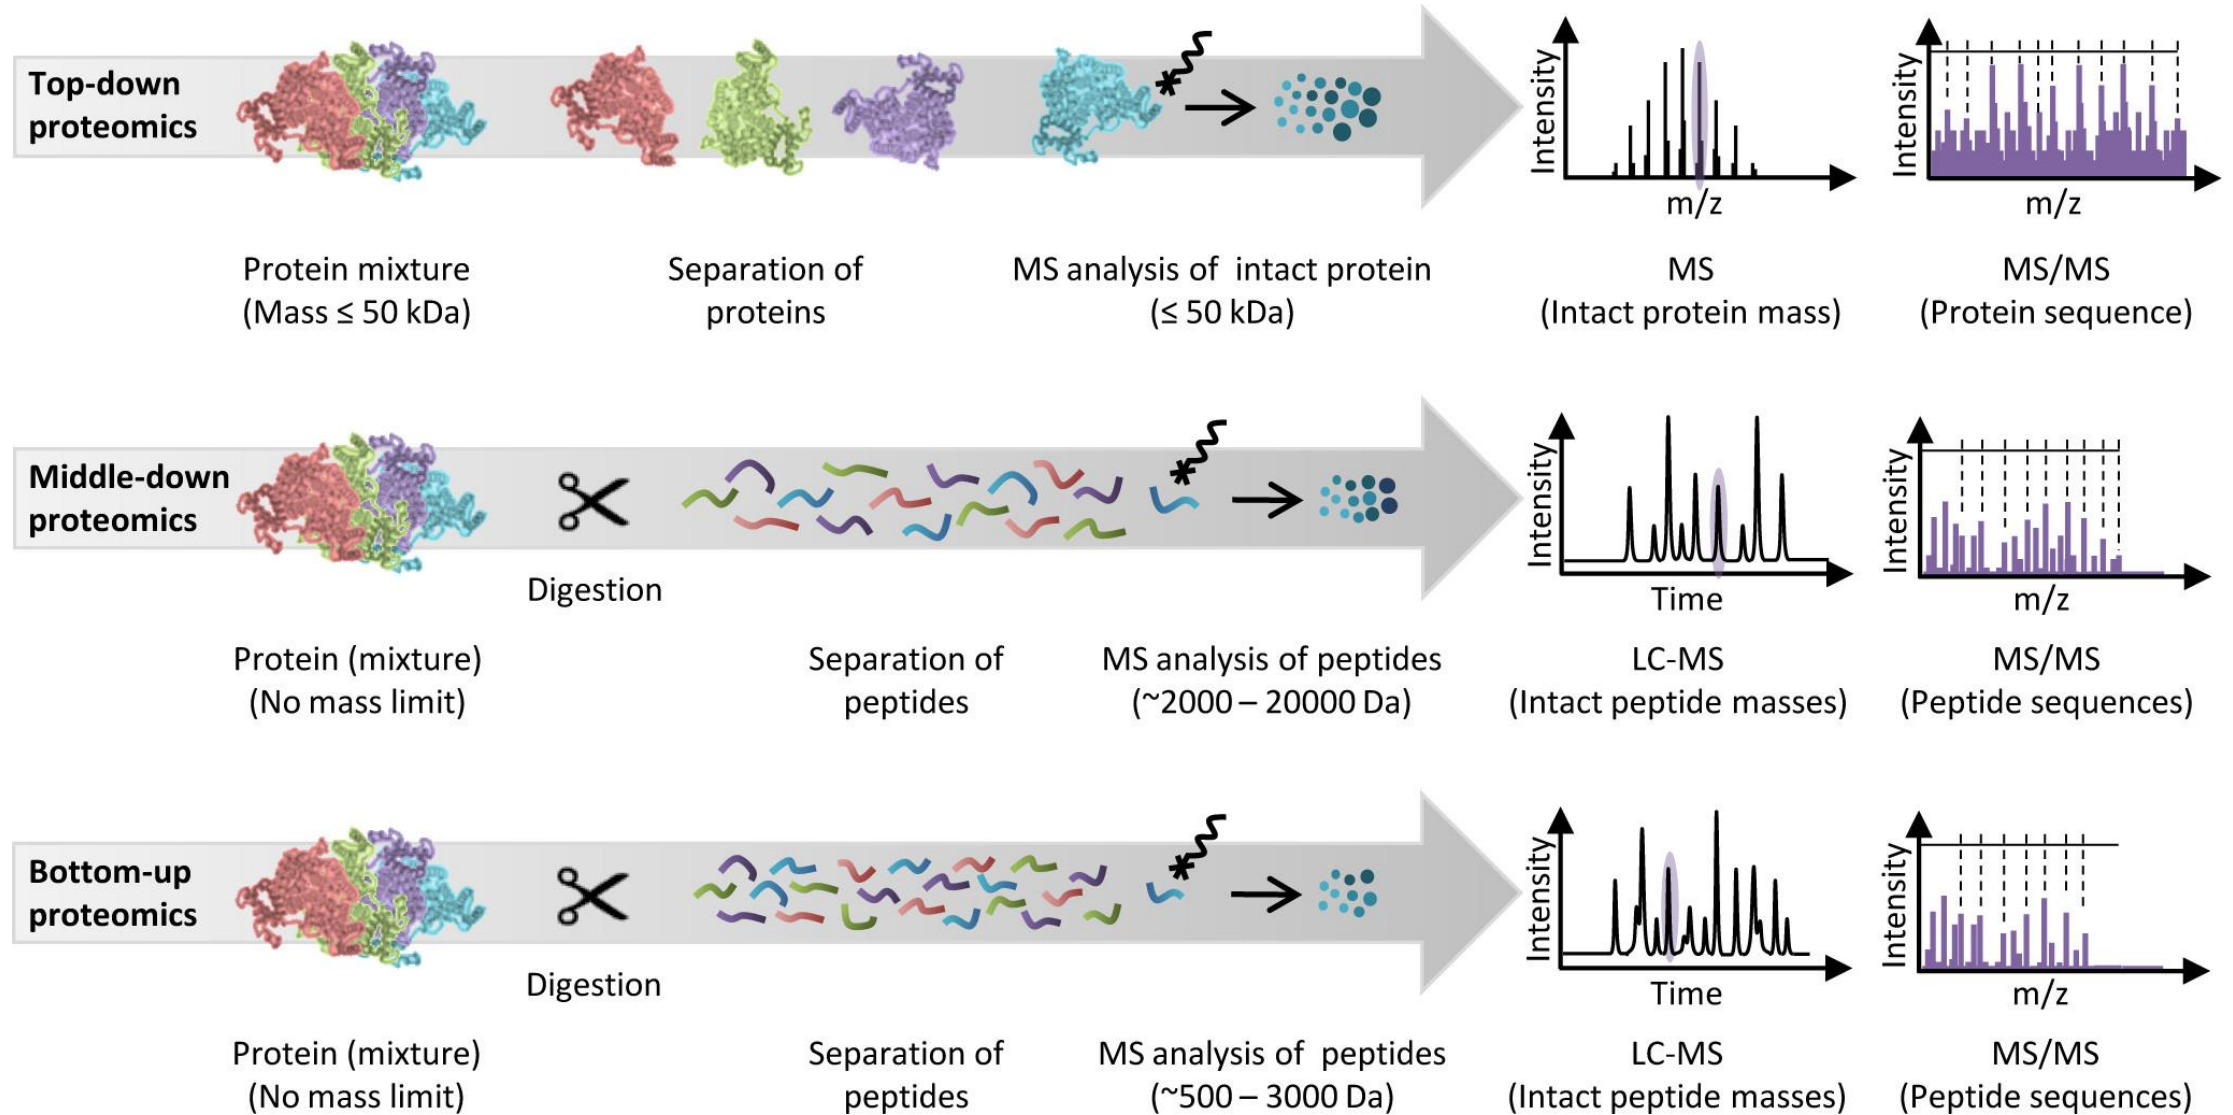 Top-down
proteomics
Intensity
m/z
Intensity
m/z
Protein mixture
(Mass ≤ 50 kDa)
Separation of
proteins
MS analysis of intact protein
(≤ 50 kDa)
MS
(Intact protein mass)
MS/MS
(Protein sequence)
Middle-down
proteomics
Digestion
Intensity
Time
Intensity
m/z
Protein (mixture)
(No mass limit)
Separation of
peptides
MS analysis of peptides
(~2000 – 20000 Da)
LC-MS
(Intact peptide masses)
MS/MS
(Peptide sequences)
Bottom-up
proteomics
Digestion
Intensity
Time
Intensity
m/z
Protein (mixture)
(No mass limit)
Separation of
peptides
MS analysis of peptides
(~500 – 3000 Da)
LC-MS
(Intact peptide masses)
MS/MS
(Peptide sequences)